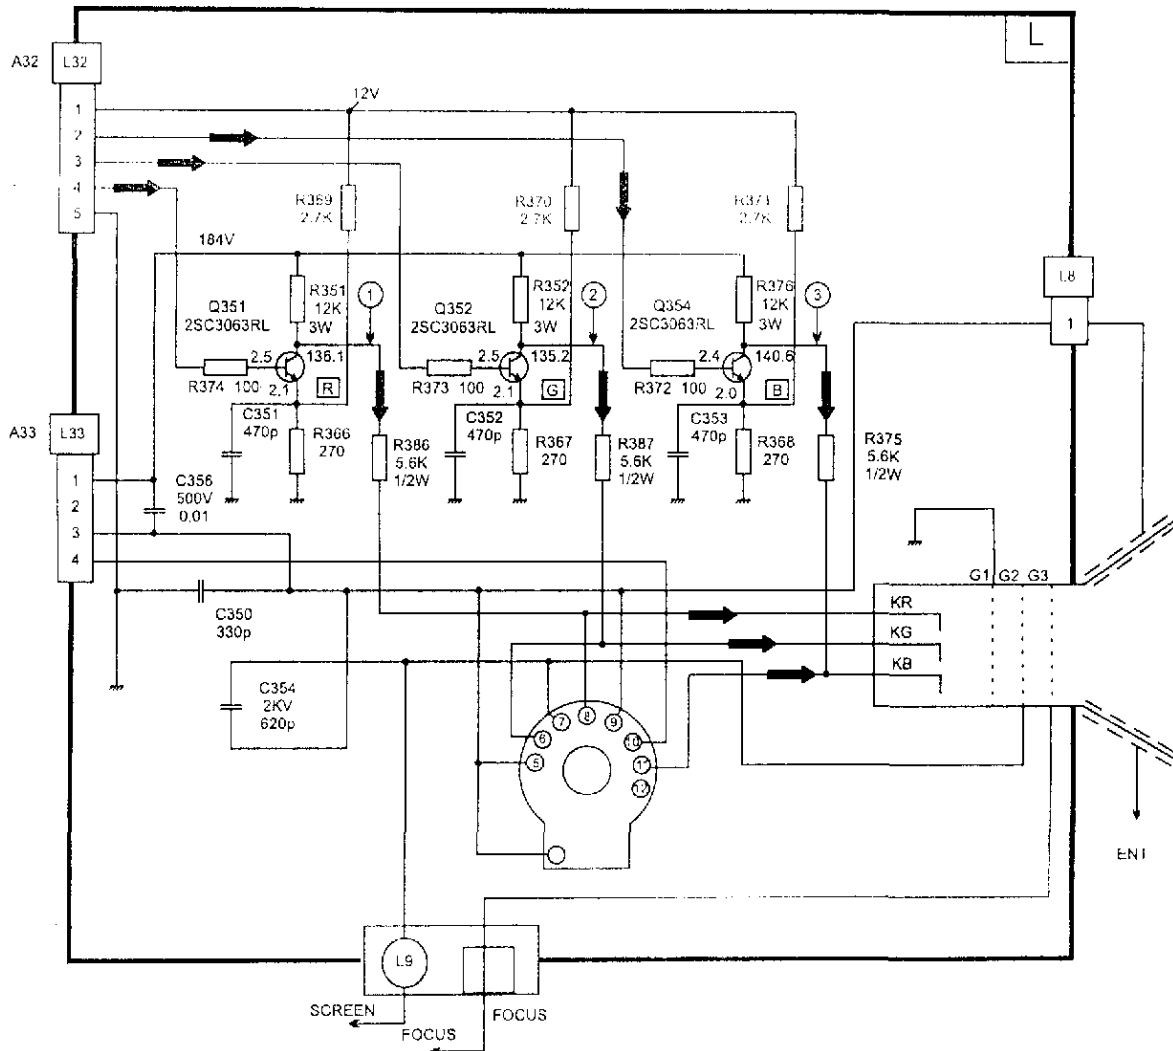 L
A32
L32
1
2
3
4
5
12V
R369
2.7K
R370
2.7K
R371
2.7K
184V
R351
12K
3W
1
Q351
2SC3063RL
2.5
136.1
R374 100
2.1
R
C351
470p
R366
270
R386
5.6K
1/2W
R352
12K
3W
2
Q352
2SC3063RL
2.5
135.2
R373 100
2.1
G
C352
470p
R367
270
R387
5.6K
1/2W
R376
12K
3W
3
Q354
2SC3063RL
2.4
140.6
R372 100
2.0
B
C353
470p
R368
270
R375
5.6K
1/2W
L8
1
A33
L33
1
2
3
4
C356
500V
0,01
C350
330p
C354
2KV
620p
G1 G2 G3
KR
KG
KB
5
6
7
8
9
10
11
12
ENT
L9
SCREEN
FOCUS
FOCUS